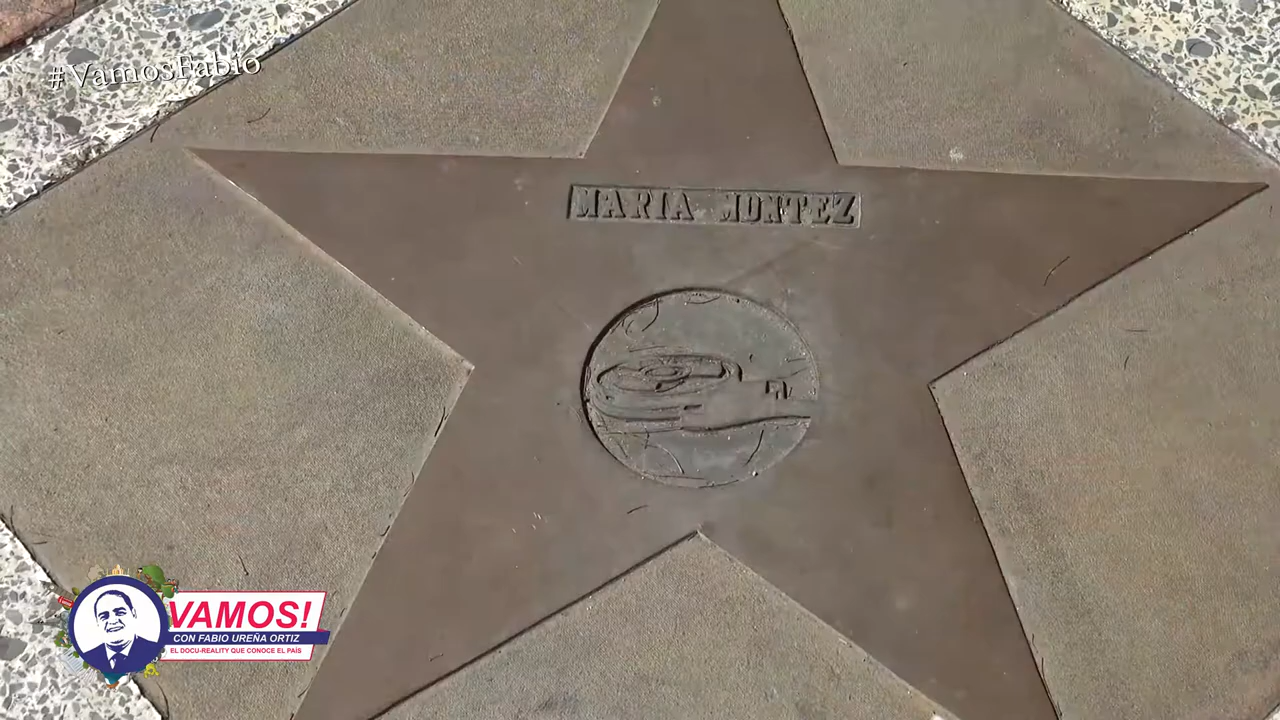 #VamosFabio
MARIA MONTEZ
VAMOS!
CON FABIO UREÑA ORTIZ
EL DOCU-REALITY QUE CONOCE EL PAÍS